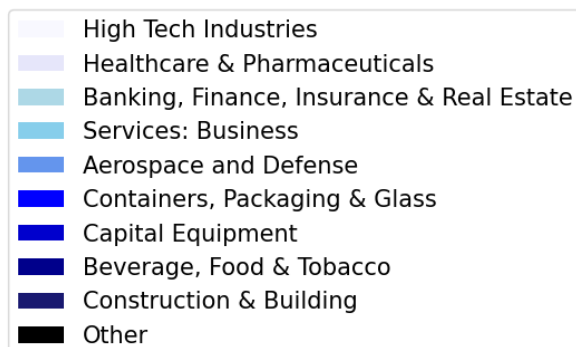 High Tech Industries
Healthcare & Pharmaceuticals
Banking, Finance, Insurance & Real Estate
Services: Business
Aerospace and Defense
Containers, Packaging & Glass
Capital Equipment
Beverage, Food & Tobacco
Construction & Building
Other